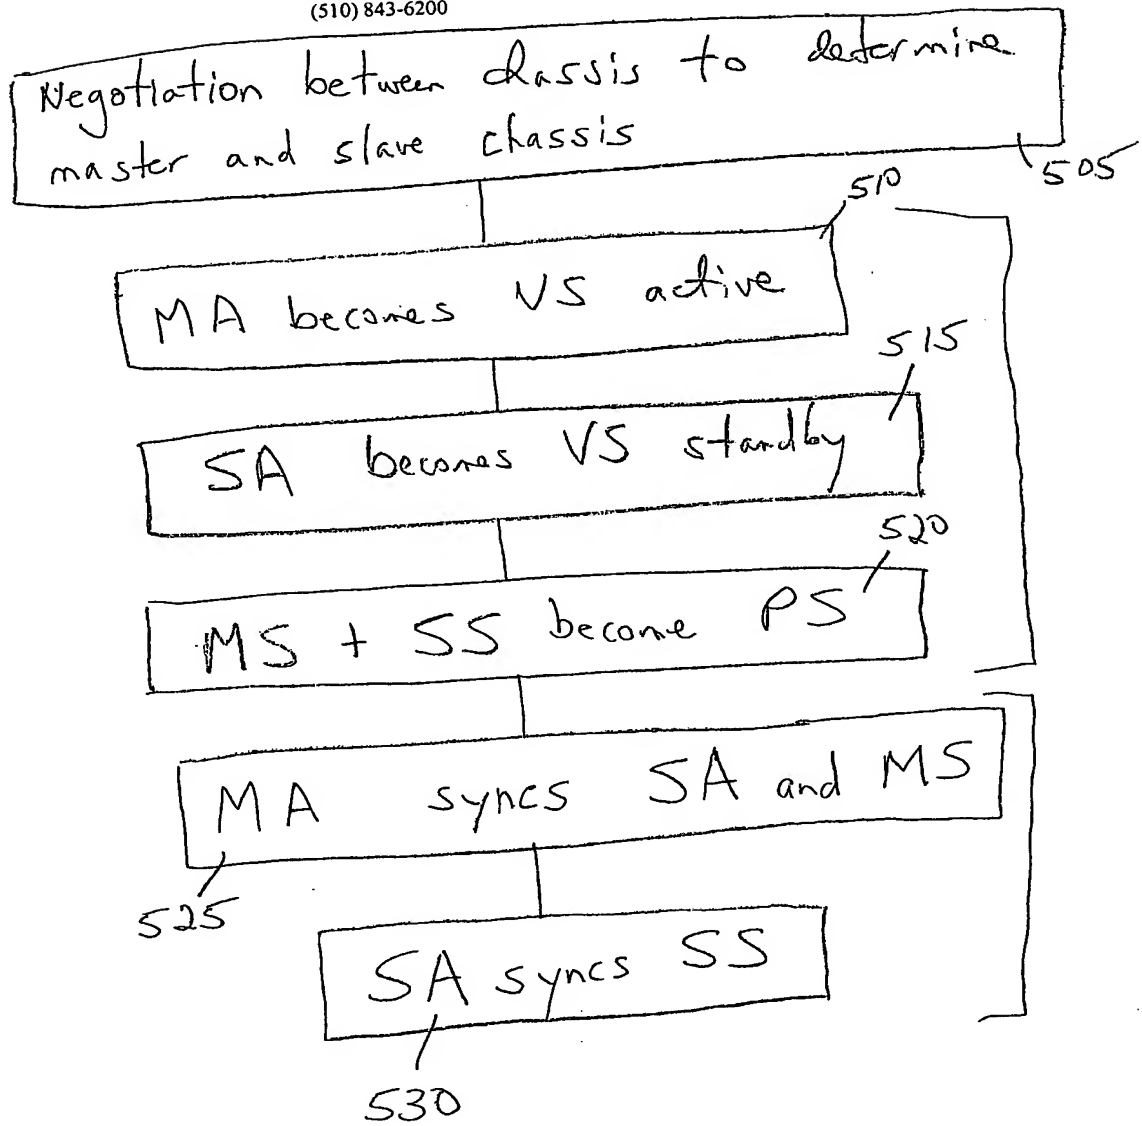 (510) 843-6200
Negotiation between chassis to determine
master and slave chassis
505
510
MA becomes VS active
515
SA becomes VS standby
520
MS + SS become PS
MA syncs SA and MS
525
SA syncs SS
530